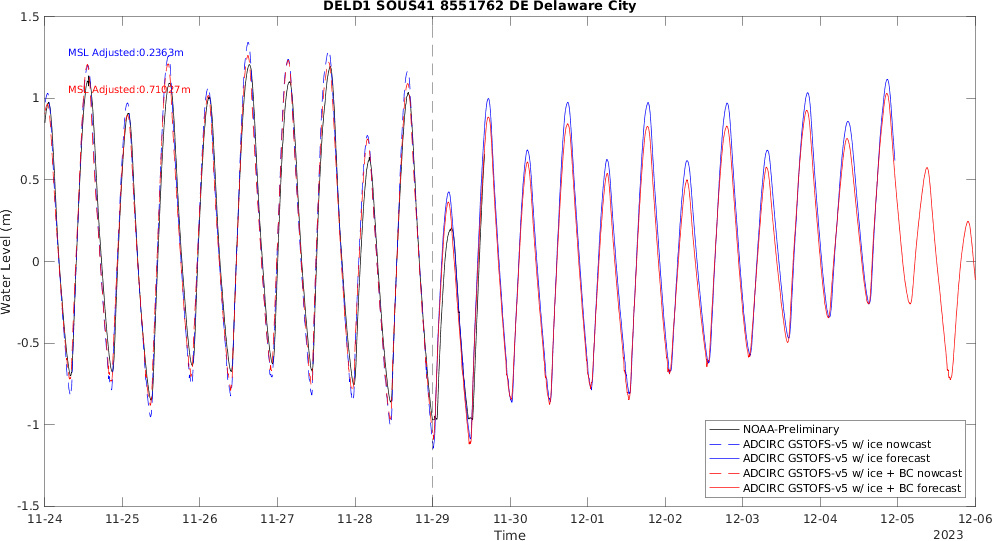 DELD1 SOUS41 8551762 DE Delaware City
1.5
1
0.5
0
-0.5
-1
-1.5
Water Level (m)
MSL Adjusted:0.2363m
MSL Adjusted:0.71027m
NOAA-Preliminary
ADCIRC GSTOFS-v5 w/ ice nowcast
ADCIRC GSTOFS-v5 w/ ice forecast
ADCIRC GSTOFS-v5 w/ ice + BC nowcast
ADCIRC GSTOFS-v5 w/ ice + BC forecast
11-24 11-25 11-26 11-27 11-28 11-29 11-30 12-01 12-02 12-03 12-04 12-05 12-06
Time
2023